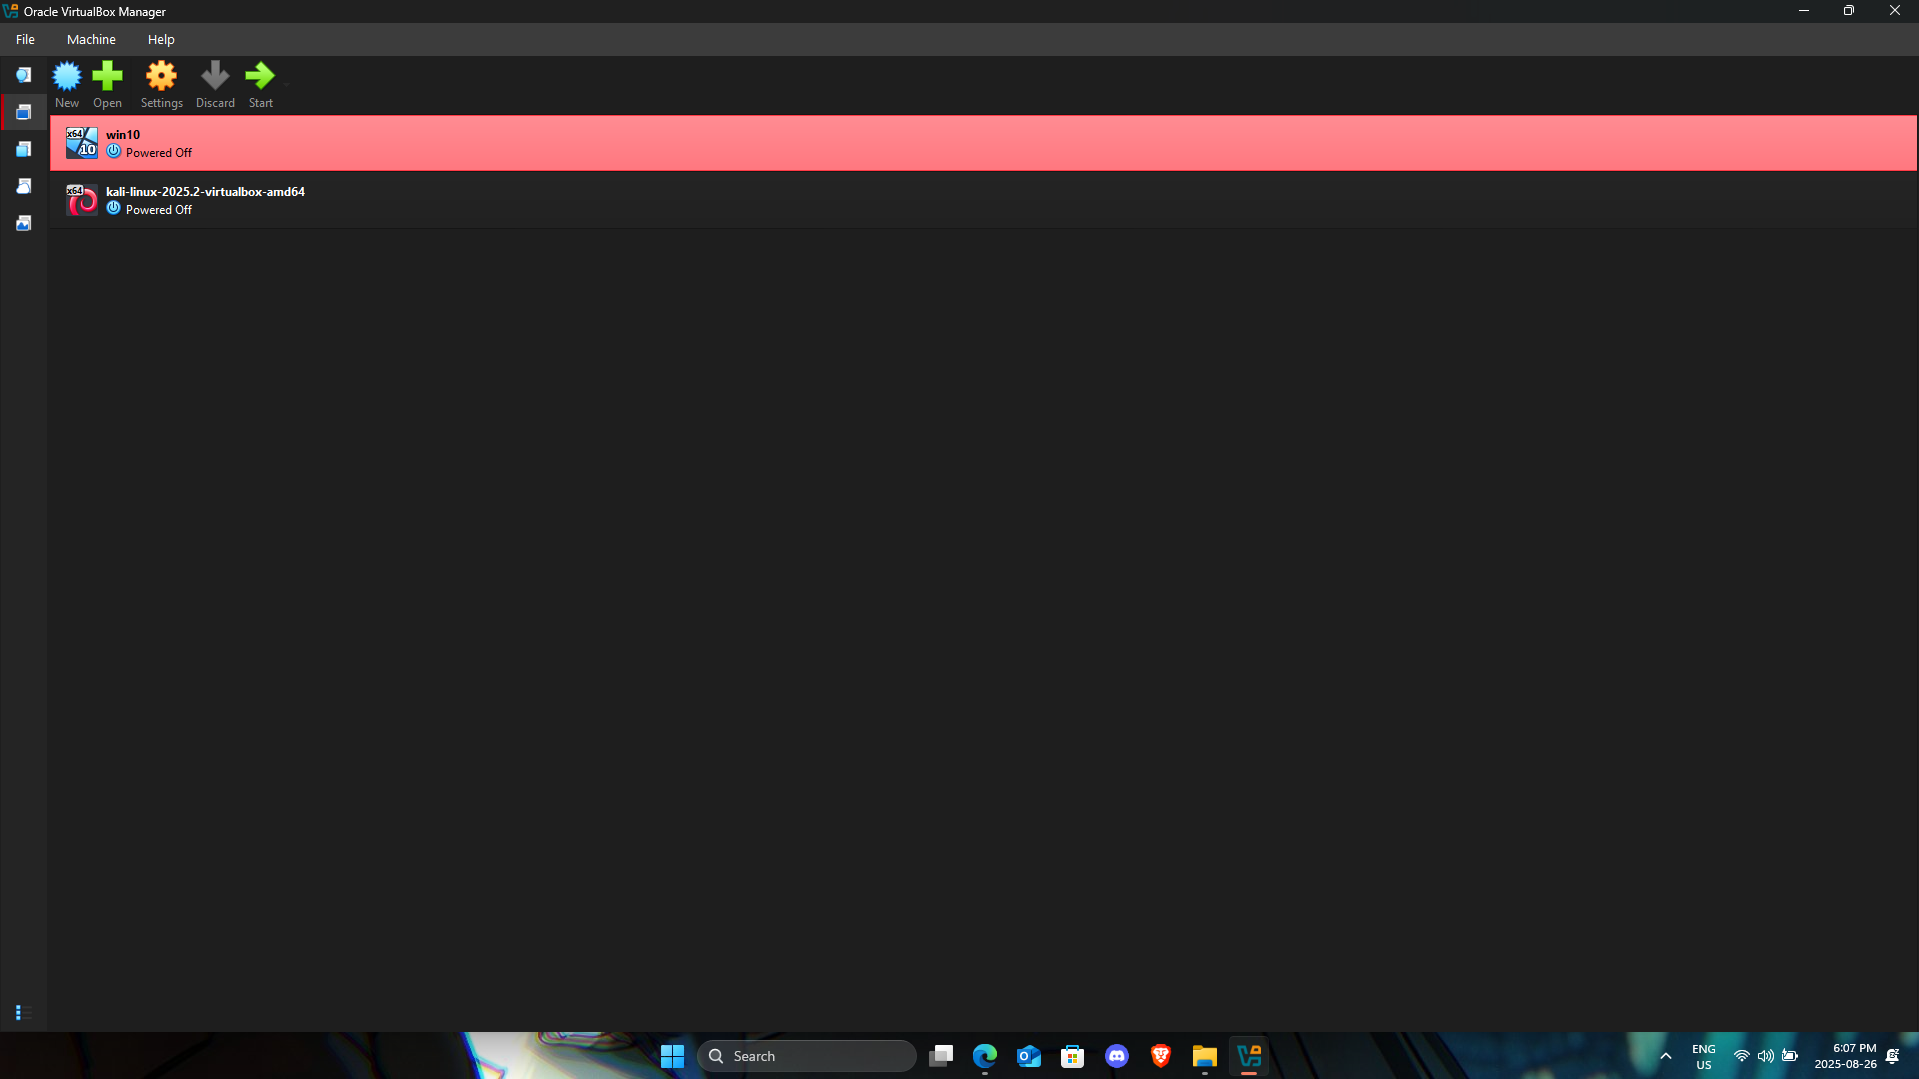 Oracle VirtualBox Manager
File Machine Help
New Open Settings Discard Start
x64 10 win10
Powered Off
x64 kali-linux-2025.2-virtualbox-amd64
Powered Off
Search
ENG
US
6:07 PM
2025-08-26